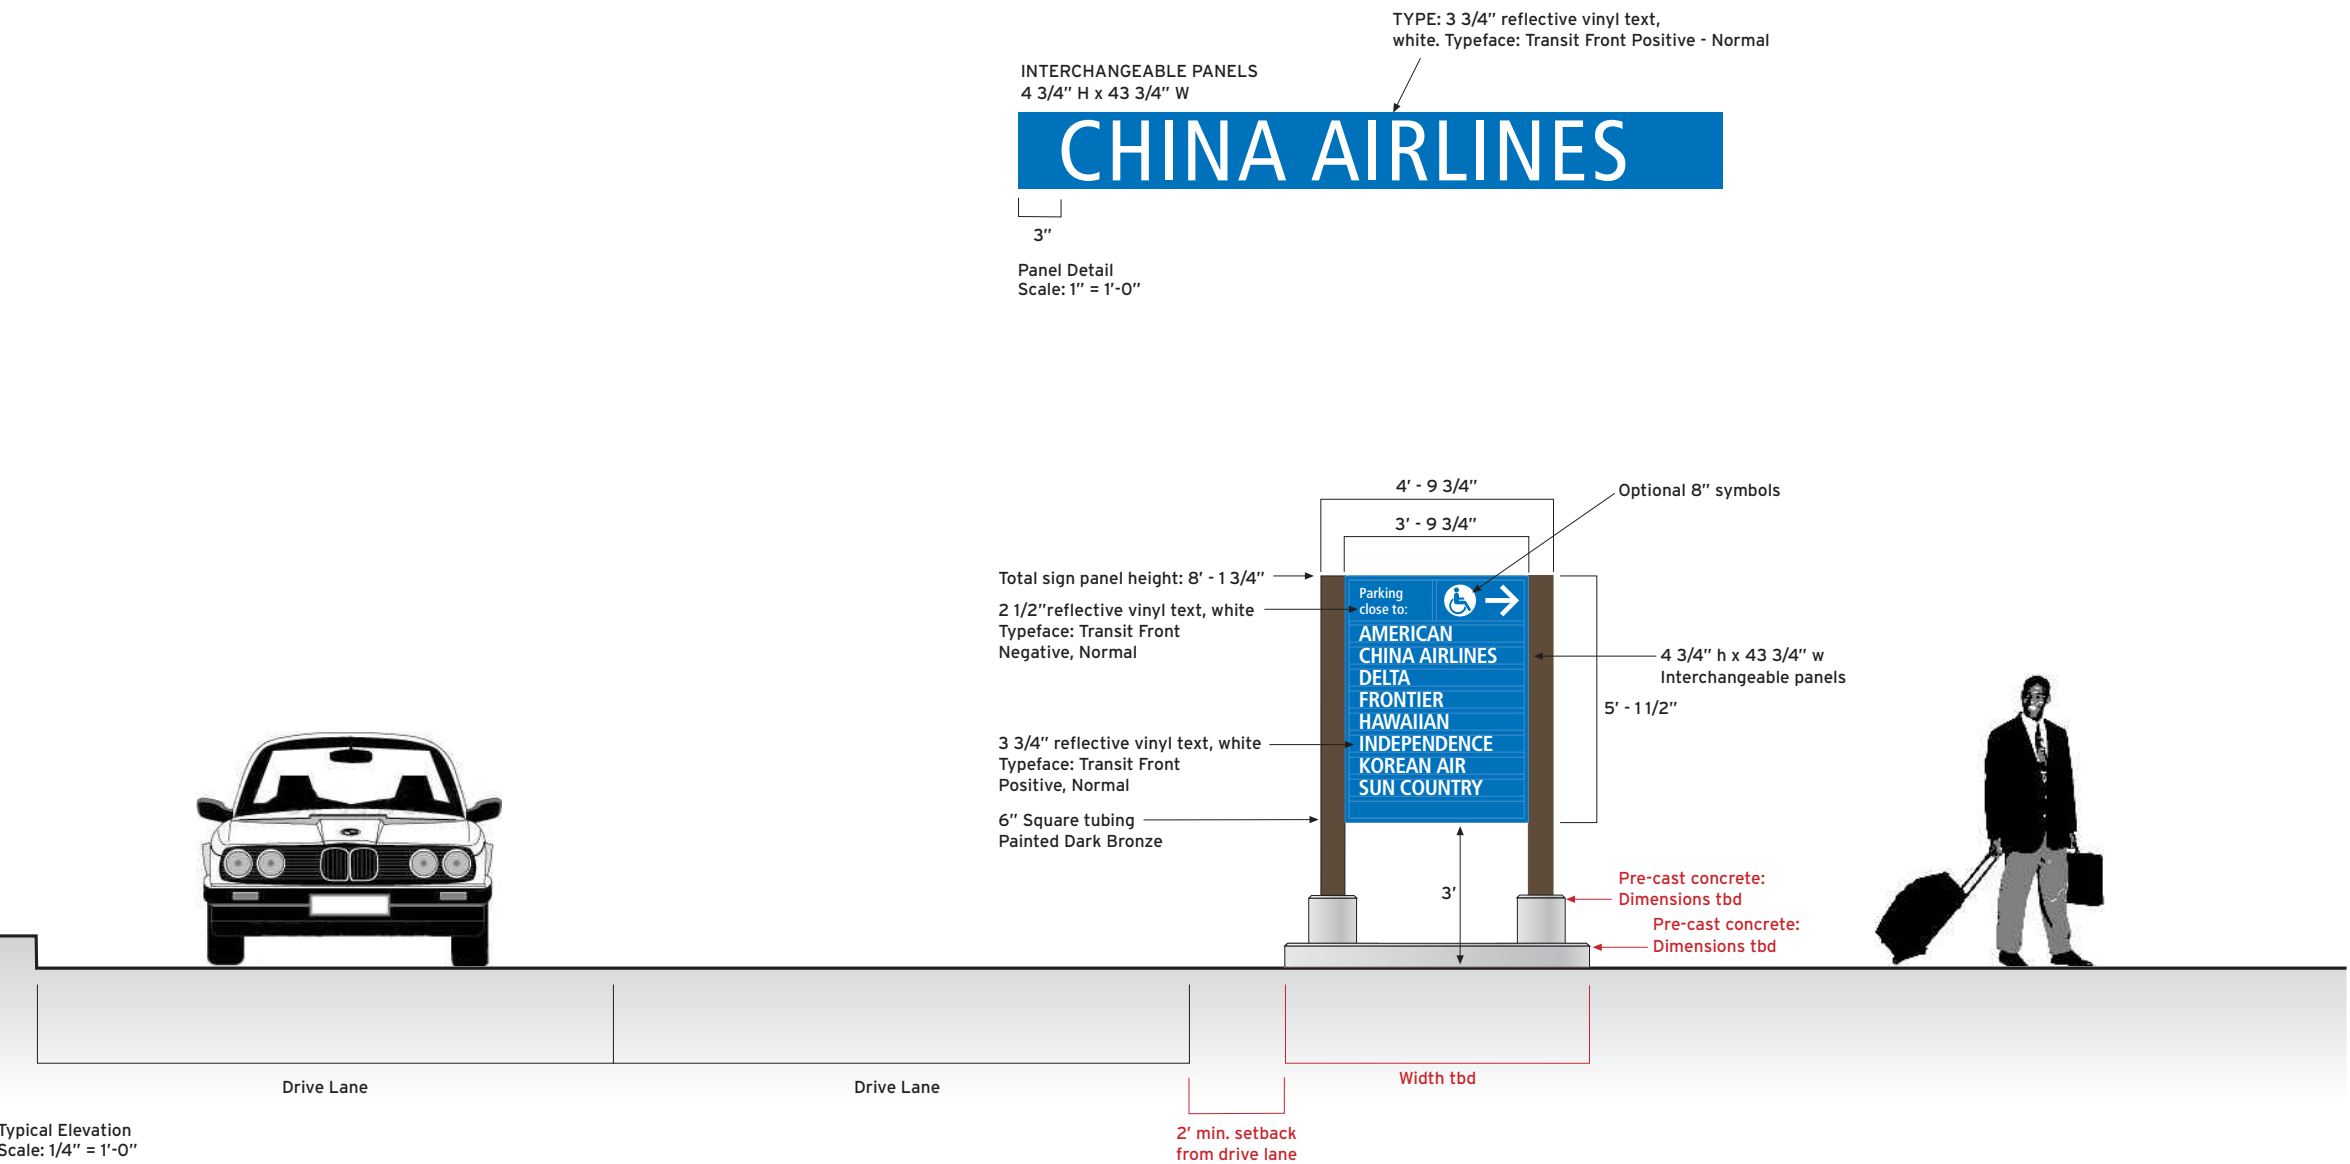 TYPE: 3 3/4” reflective vinyl text,
white. Typeface: Transit Front Positive - Normal
INTERCHANGEABLE PANELS
4 3/4” H x 43 3/4” W
CHINA AIRLINES
3”
Panel Detail
Scale: 1” = 1’-0”
4’ - 9 3/4”
Optional 8” symbols
3’ - 9 3/4”
Total sign panel height: 8’ - 1 3/4”
2 1/2”reflective vinyl text, white
Typeface: Transit Front
Negative, Normal
Parking
close to:
AMERICAN
CHINA AIRLINES
DELTA
FRONTIER
HAWAIIAN
INDEPENDENCE
KOREAN AIR
SUN COUNTRY
4 3/4” h x 43 3/4” w
Interchangeable panels
5’ - 1 1/2”
3 3/4” reflective vinyl text, white
Typeface: Transit Front
Positive, Normal
6” Square tubing
Painted Dark Bronze
3’
Pre-cast concrete:
Dimensions tbd
Pre-cast concrete:
Dimensions tbd
Drive Lane
Drive Lane
Width tbd
2’ min. setback
from drive lane
Typical Elevation
Scale: 1/4” = 1’-0”